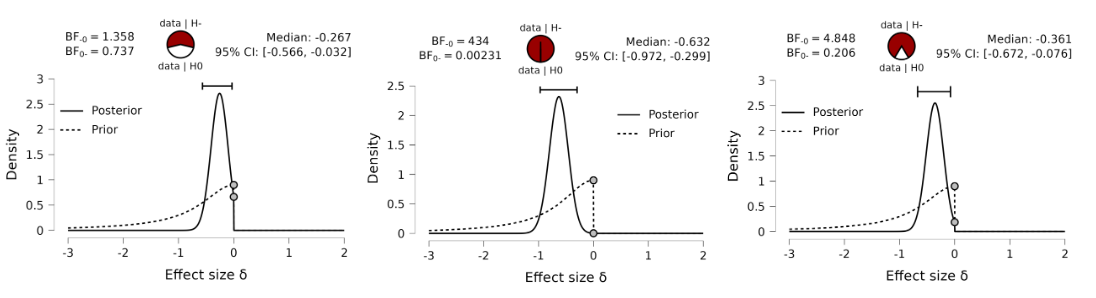 data | H-
BF-0 = 1.358
BF0- = 0.737
Median: -0.267
95% CI: [-0.566, -0.032]
data | H0
3
2.5
2
1.5
1
0.5
0
Density
Posterior
Prior
-3 -2 -1 0 1 2
Effect size δ
data | H-
BF-0 = 434
BF0- = 0.00231
Median: -0.632
95% CI: [-0.972, -0.299]
data | H0
2.5
2
1.5
1
0.5
0
Density
Posterior
Prior
-3 -2 -1 0 1 2
Effect size δ
data | H-
BF-0 = 4.848
BF0- = 0.206
Median: -0.361
95% CI: [-0.672, -0.076]
data | H0
3
2.5
2
1.5
1
0.5
0
Density
Posterior
Prior
-3 -2 -1 0 1 2
Effect size δ